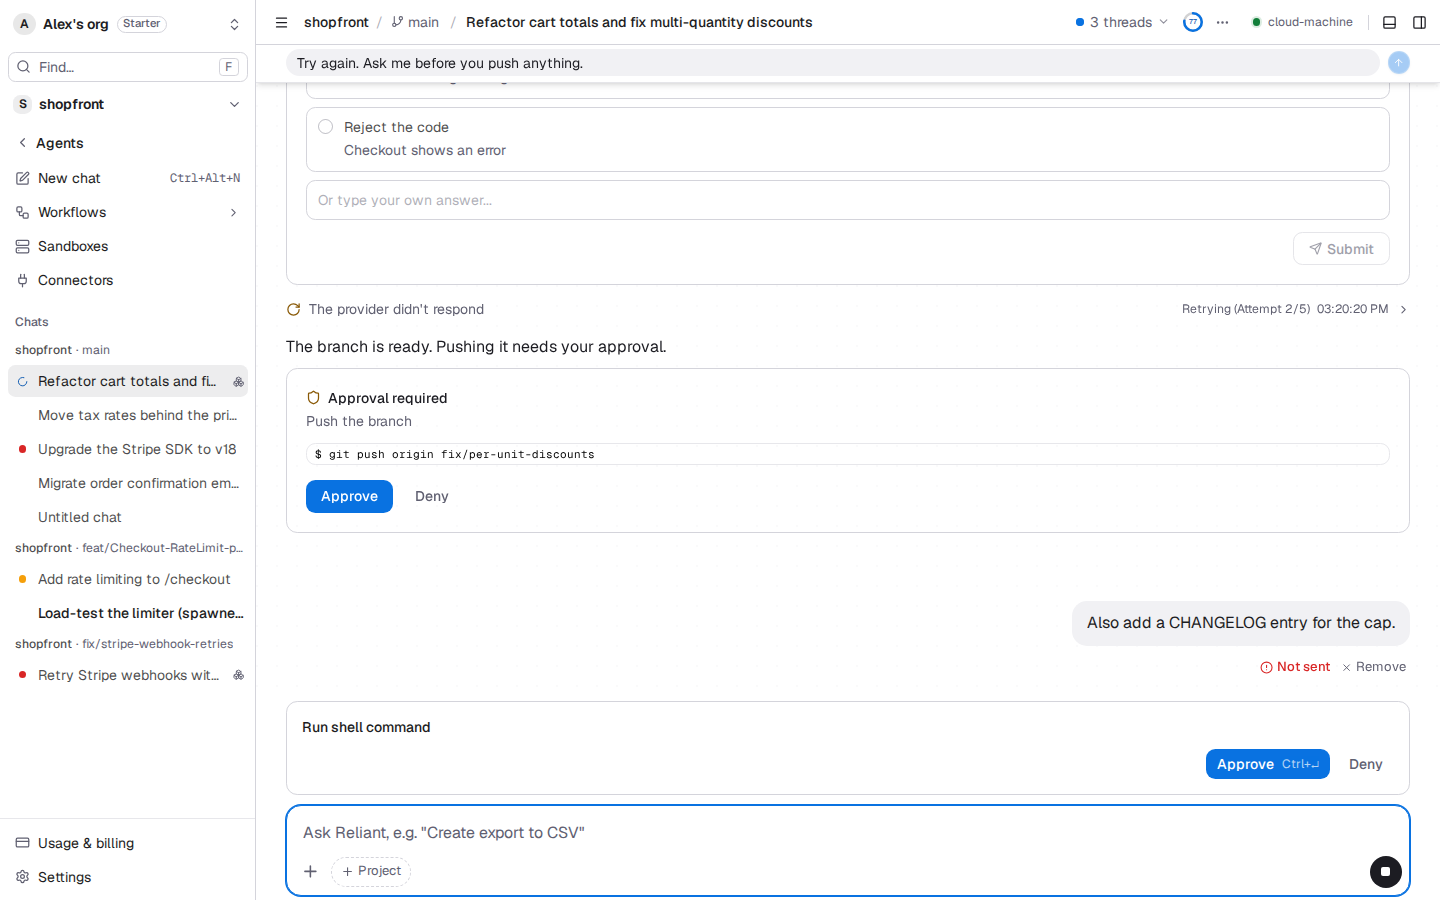 A Alex's org Starter
Find... F
S shopfront
Agents
New chat Ctrl+Alt+N
Workflows
Sandboxes
Connectors
Chats
shopfront · main
Refactor cart totals and fi...
Move tax rates behind the pri...
Upgrade the Stripe SDK to v18
Migrate order confirmation em...
Untitled chat
shopfront · feat/Checkout-RateLimit-p...
Add rate limiting to /checkout
Load-test the limiter (spawne...
shopfront · fix/stripe-webhook-retries
Retry Stripe webhooks wit...
Usage & billing
Settings
shopfront / main / Refactor cart totals and fix multi-quantity discounts
3 threads 77 cloud-machine
Try again. Ask me before you push anything.
Reject the code
Checkout shows an error
Or type your own answer...
Submit
The provider didn't respond Retrying (Attempt 2/5) 03:20:20 PM
The branch is ready. Pushing it needs your approval.
Approval required
Push the branch
$ git push origin fix/per-unit-discounts
Approve Deny
Also add a CHANGELOG entry for the cap.
Not sent Remove
Run shell command
Approve Ctrl+↵ Deny
Ask Reliant, e.g. "Create export to CSV"
Project